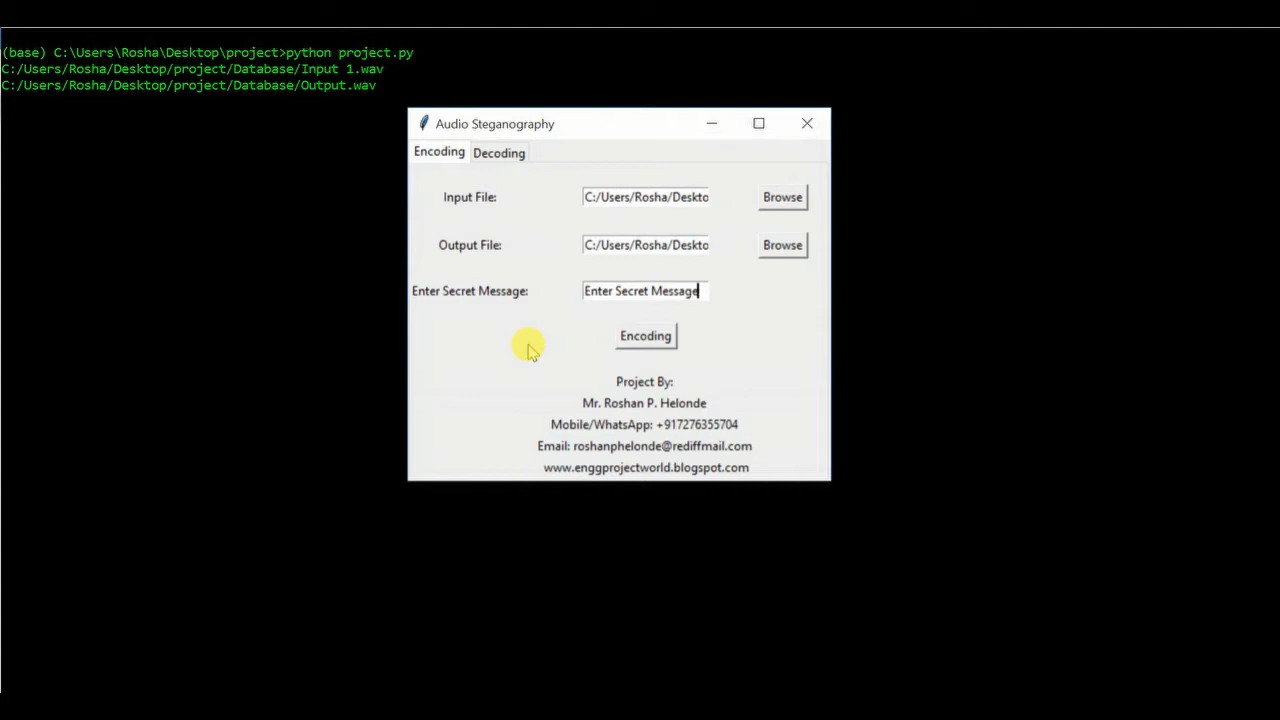 (base) C:\Users\Rosha\Desktop\project>python project.py
C:/Users/Rosha/Desktop/project/Database/Input 1.wav
C:/Users/Rosha/Desktop/project/Database/Output.wav
Audio Steganography
Encoding Decoding
Input File: C:/Users/Rosha/Deskto Browse
Output File: C:/Users/Rosha/Deskto Browse
Enter Secret Message: Enter Secret Message
Encoding
Project By:
Mr. Roshan P. Helonde
Mobile/WhatsApp: +917276355704
Email: roshanphelonde@rediffmail.com
www.enggprojectworld.blogspot.com